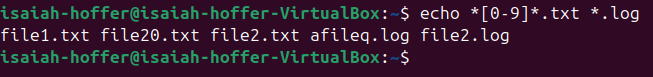 isaiah-hoffer@isaiah-hoffer-VirtualBox:~$ echo *[0-9]*.txt *.log
file1.txt file20.txt file2.txt afileq.log file2.log
isaiah-hoffer@isaiah-hoffer-VirtualBox:~$